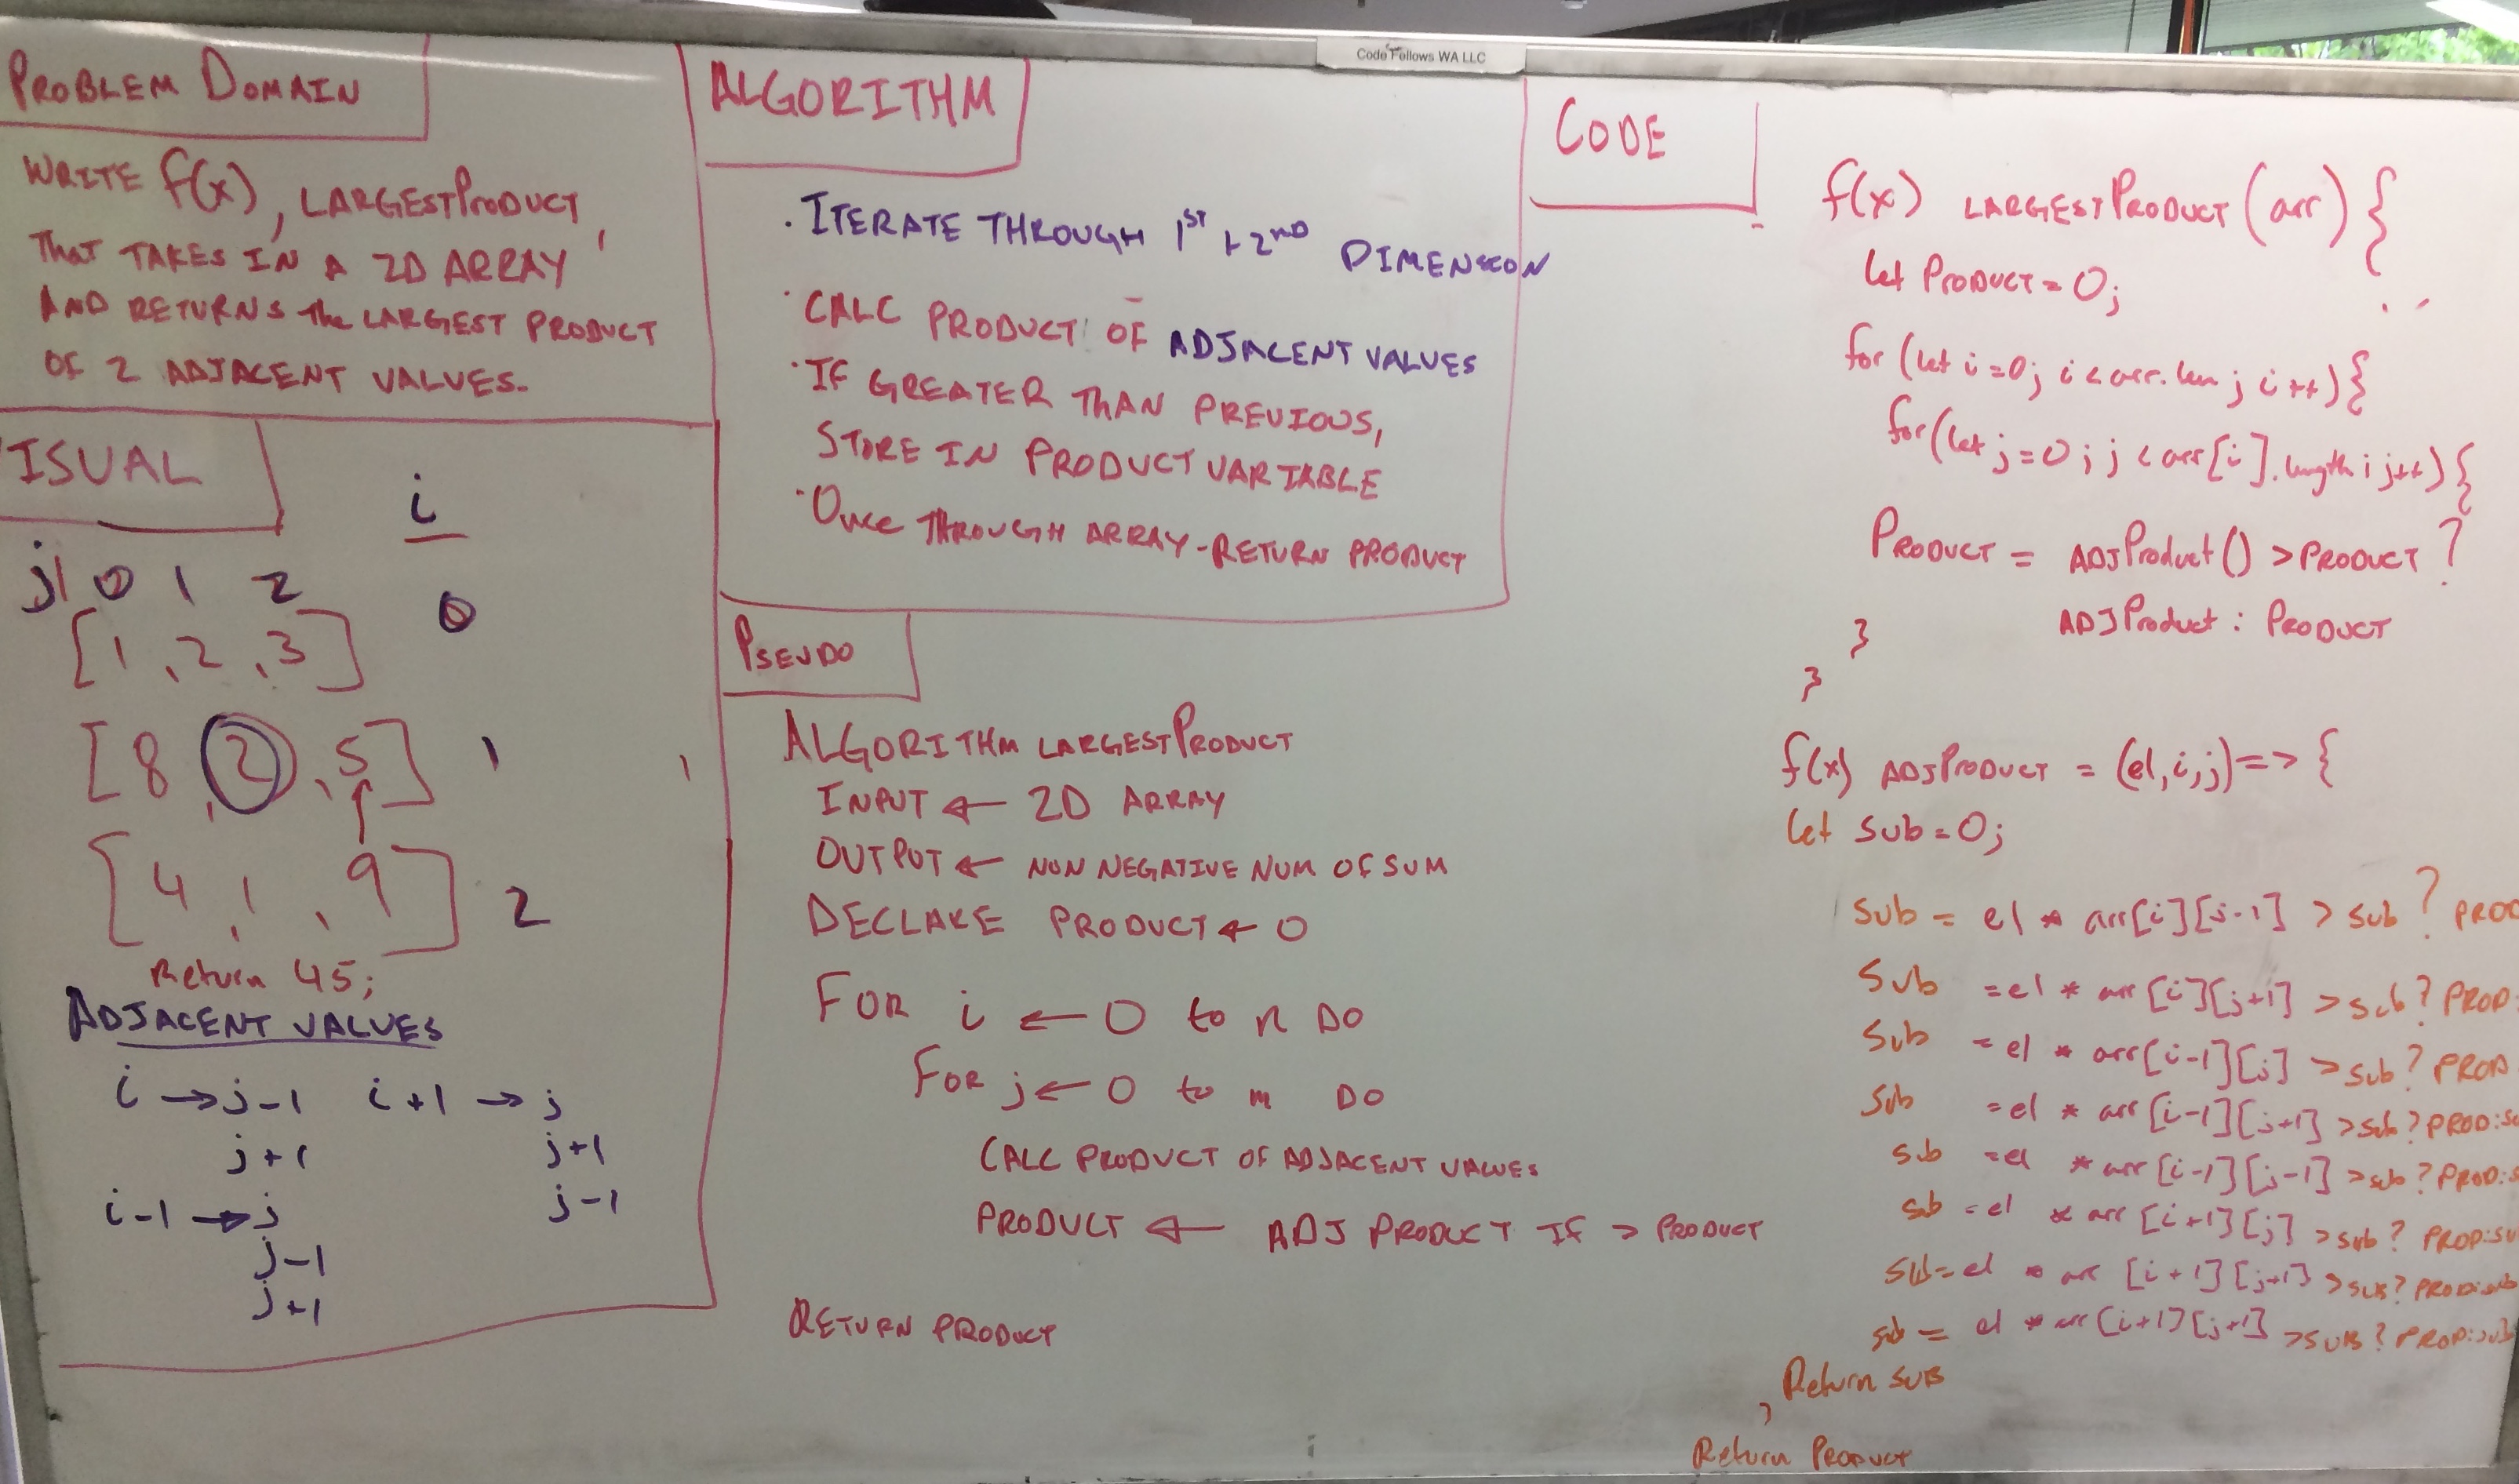 Code Fellows WA LLC
PROBLEM DOMAIN
WRITE f(x), LARGESTPRODUCT,
THAT TAKES IN A 2D ARRAY
AND RETURNS the LARGEST PRODUCT
OF 2 ADJACENT VALUES.
ISUAL
i
j| 0 1 2
0
[1, 2, 3]
[8, 2, 5] 1
[4, 1, 9] 2
Return 45;
ADJACENT VALUES
i → j-1 i+1 → j
j+1 j+1
i-1 → j j-1
j-1
j+1
ALGORITHM
· ITERATE THROUGH 1ST + 2ND DIMENSION
· CALC PRODUCT OF ADJACENT VALUES
· IF GREATER THAN PREVIOUS,
STORE IN PRODUCT VARIABLE
· ONCE THROUGH ARRAY - RETURN PRODUCT
PSEUDO
ALGORITHM LARGESTPRODUCT
INPUT ← 2D ARRAY
OUTPUT ← NON NEGATIVE NUM OF SUM
DECLARE PRODUCT ← 0
FOR i ← 0 to n DO
FOR j ← 0 to m DO
CALC PRODUCT OF ADJACENT VALUES
PRODUCT ← ADJ PRODUCT IF > PRODUCT
RETURN PRODUCT
CODE
f(x) LARGESTPRODUCT (arr) {
let PRODUCT = 0;
for (let i=0; i < arr.len; i++) {
for (let j=0; j < arr[i].length; j++) {
PRODUCT = ADJProduct() > PRODUCT ?
ADJProduct : PRODUCT
}
}
f(x) ADJPRODUCT = (el,i,j) => {
let sub = 0;
sub = el * arr[i][j-1] > sub ? PROD
sub = el * arr[i][j+1] > sub ? PROD
sub = el * arr[i-1][j] > sub ? PROD
sub = el * arr[i-1][j+1] > sub ? PROD:su
sub = el * arr[i-1][j-1] > sub ? PROD:s
sub = el * arr[i+1][j] > sub ? PROD:su
sub = el * arr[i+1][j+1] > sub ? PROD:sub
sub = el * arr[i+1][j+1] > sub ? PROD:sub
Return SUB
}
Return PRODUCT